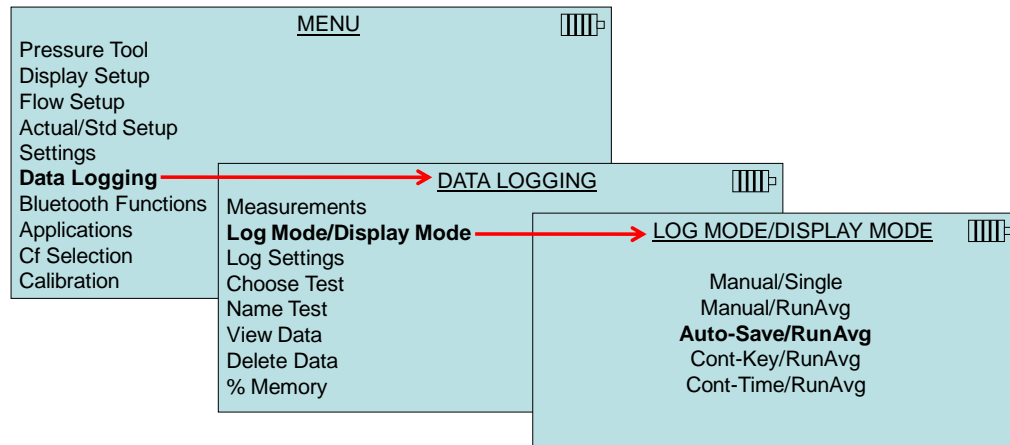 MENU
Pressure Tool
Display Setup
Flow Setup
Actual/Std Setup
Settings
Data Logging
Bluetooth Functions
Applications
Cf Selection
Calibration
DATA LOGGING
Measurements
Log Mode/Display Mode
Log Settings
Choose Test
Name Test
View Data
Delete Data
% Memory
LOG MODE/DISPLAY MODE
Manual/Single
Manual/RunAvg
Auto-Save/RunAvg
Cont-Key/RunAvg
Cont-Time/RunAvg